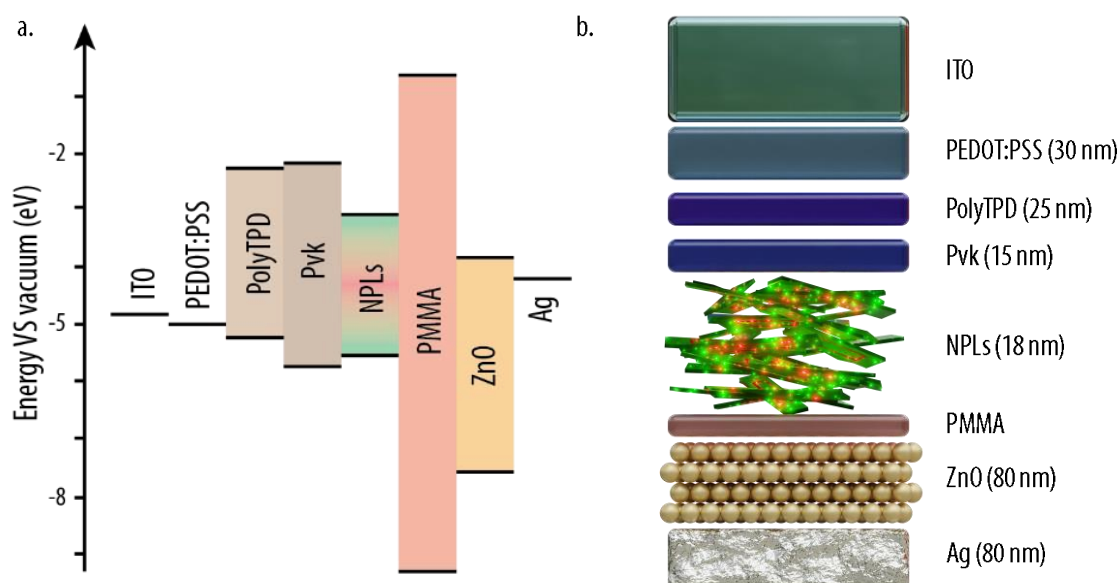 a.
Energy VS vacuum (eV)
-2
-5
-8
ITO
PEDOT:PSS
PolyTPD
Pvk
NPLs
PMMA
ZnO
Ag
b.
ITO
PEDOT:PSS (30 nm)
PolyTPD (25 nm)
Pvk (15 nm)
NPLs (18 nm)
PMMA
ZnO (80 nm)
Ag (80 nm)